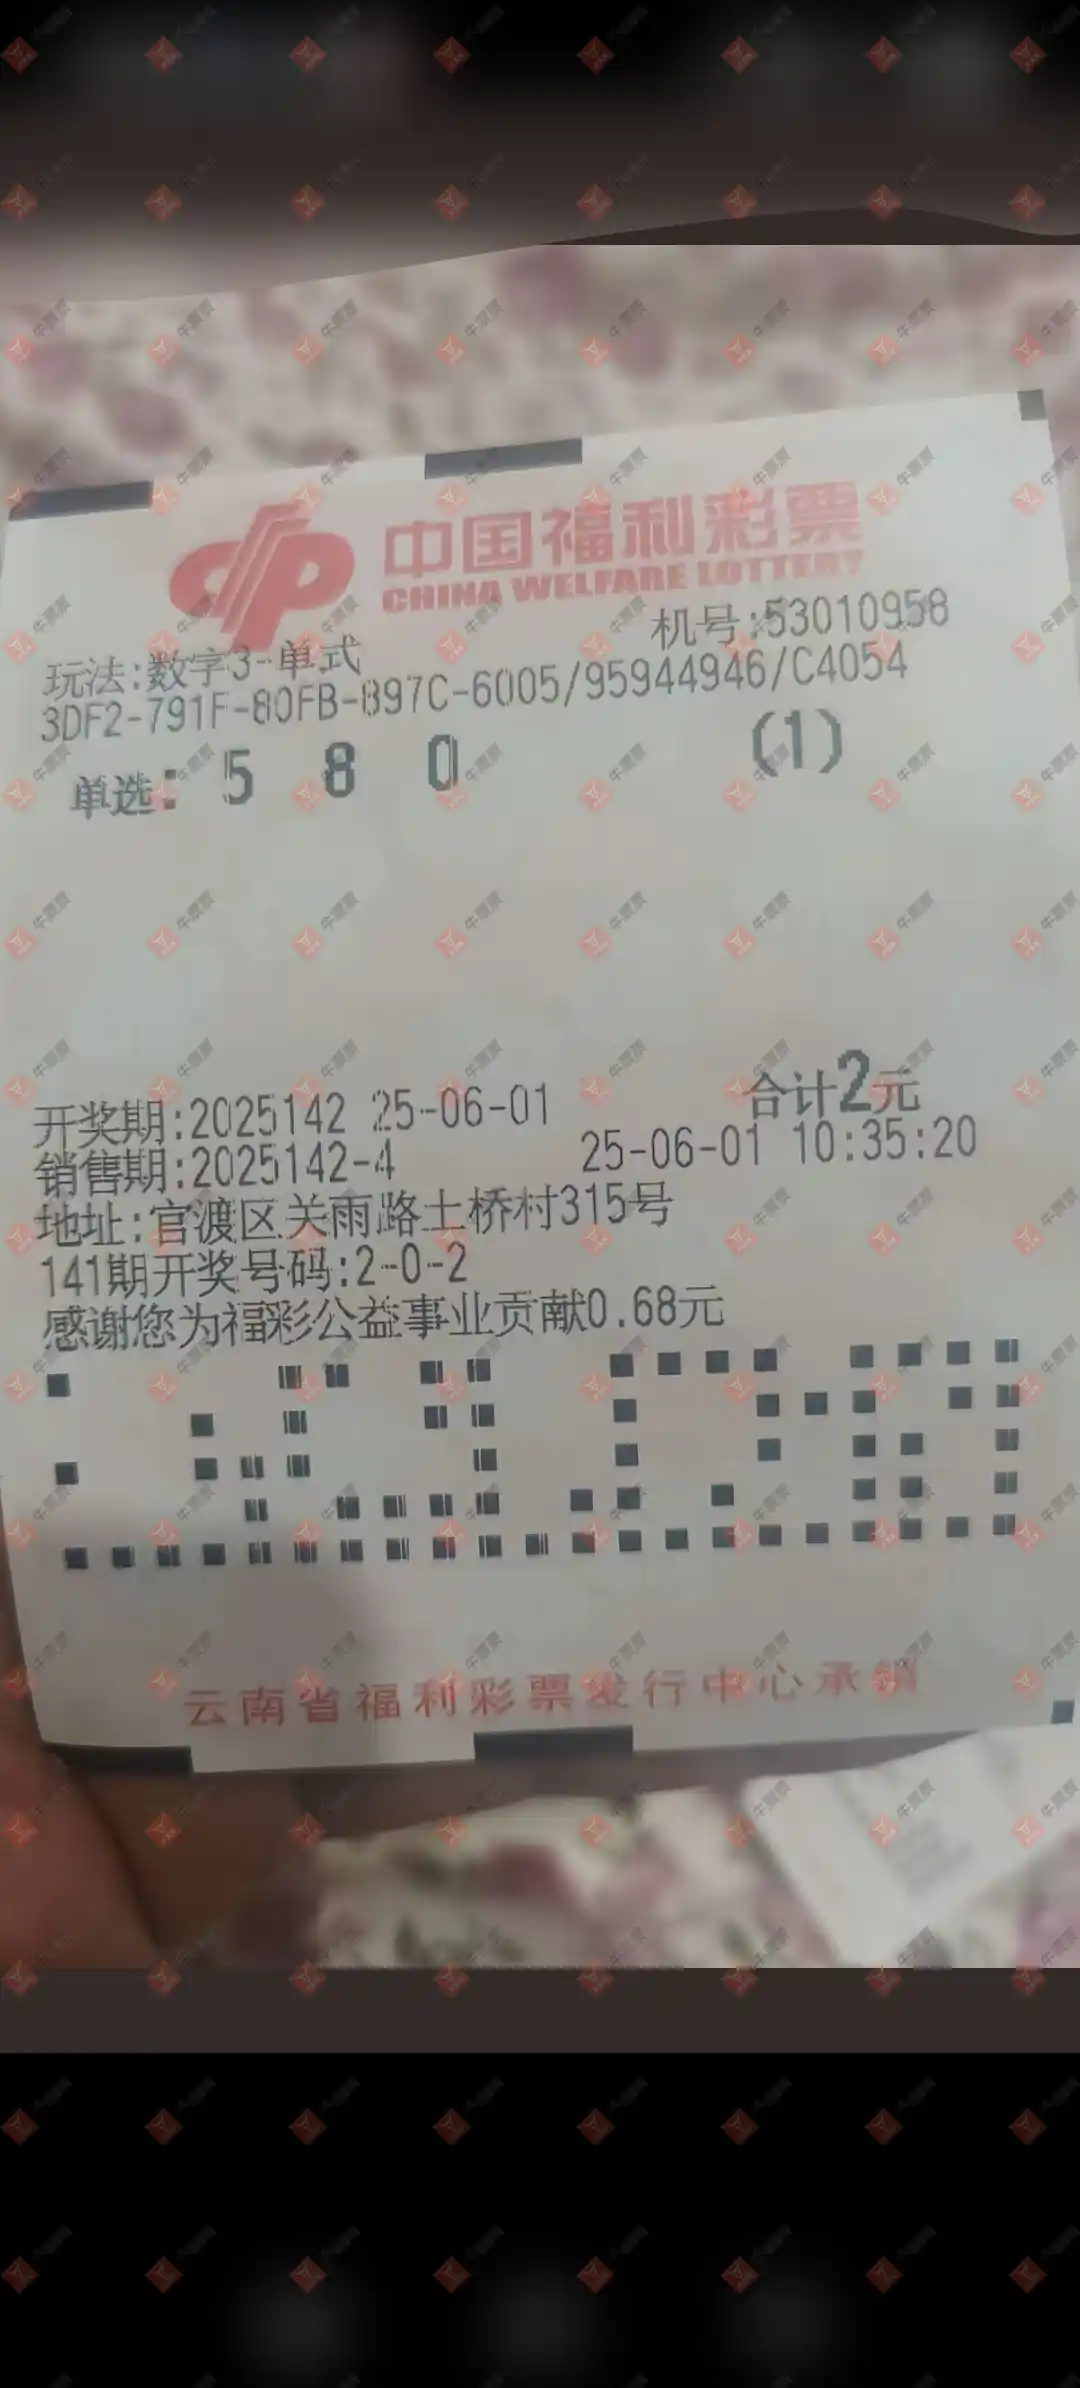 中国福利彩票
CHINA WELFARE LOTTERY
机号:53010958
玩法:数字3-单式
3DF2-791F-80FB-897C-6005/95944946/C4054
单选: 5 8 0 (1)
合计2元
开奖期:2025142 25-06-01
销售期:2025142-4 25-06-01 10:35:20
地址:官渡区关雨路土桥村315号
141期开奖号码:2-0-2
感谢您为福彩公益事业贡献0.68元
云南省福利彩票发行中心承销
牛票票